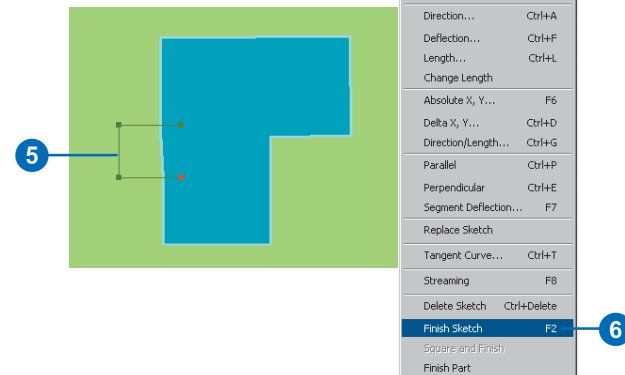 Direction... Ctrl+A
Deflection... Ctrl+F
Length... Ctrl+L
Change Length
Absolute X, Y... F6
Delta X, Y... Ctrl+D
Direction/Length... Ctrl+G
Parallel Ctrl+P
Perpendicular Ctrl+E
Segment Deflection... F7
Replace Sketch
Tangent Curve... Ctrl+T
Streaming F8
Delete Sketch Ctrl+Delete
Finish Sketch F2
Square and Finish
Finish Part
5
6